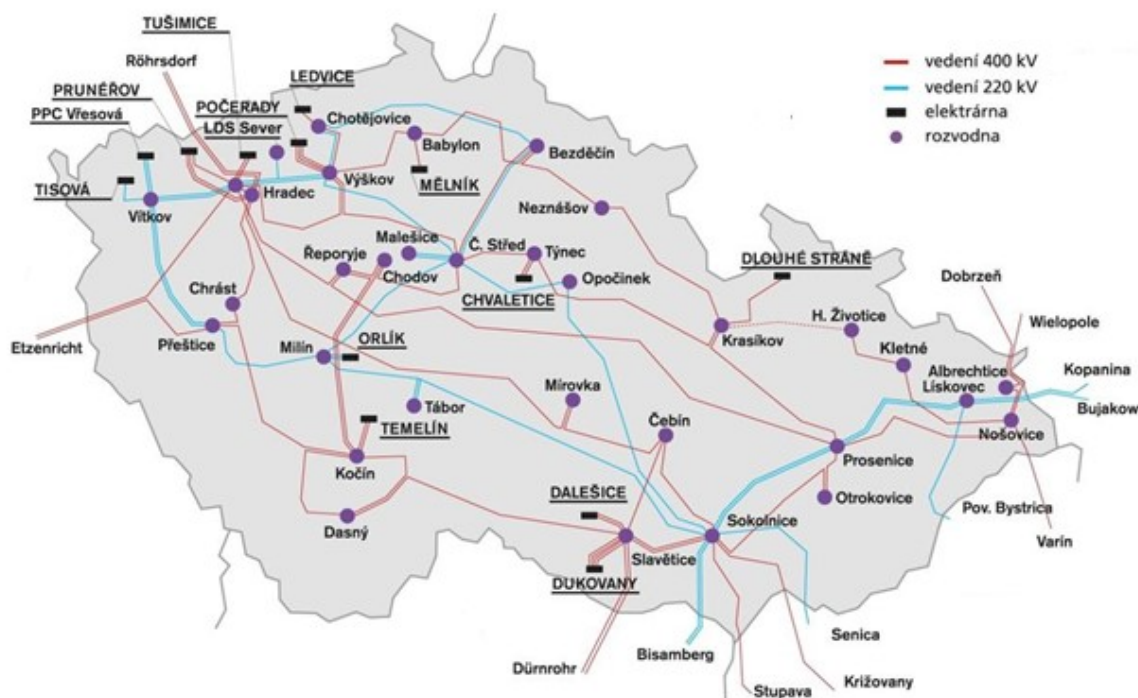 TUŠIMICE
Röhrsdorf
LEDVICE
vedení 400 kV
vedení 220 kV
elektrárna
rozvodna
PRUNÉŘOV
POČERADY
PPC Vřesová
LDS Sever
Chotějovice
Babylon
Bezděčín
TISOVÁ
Hradec
Výškov
MĚLNÍK
Vítkov
Neznášov
Malešice
Č. Střed
Týnec
Řeporyje
Chodov
Opočinek
DLOUHÉ STRÁNĚ
CHVALETICE
Dobrzeň
Chrást
H. Životice
Wielopole
Etzenricht
Přeštice
Milín
ORLÍK
Krasíkov
Kletné
Kopanina
Albrechtice
Lískovec
Mírovka
Bujakow
Tábor
Čebín
TEMELÍN
Nošovice
Kočín
Prosenice
DALEŠICE
Otrokovice
Dasný
Sokolnice
Pov. Bystrica
Slavětice
Varín
DUKOVANY
Senica
Bisamberg
Dürnrohr
Stupava
Križovany